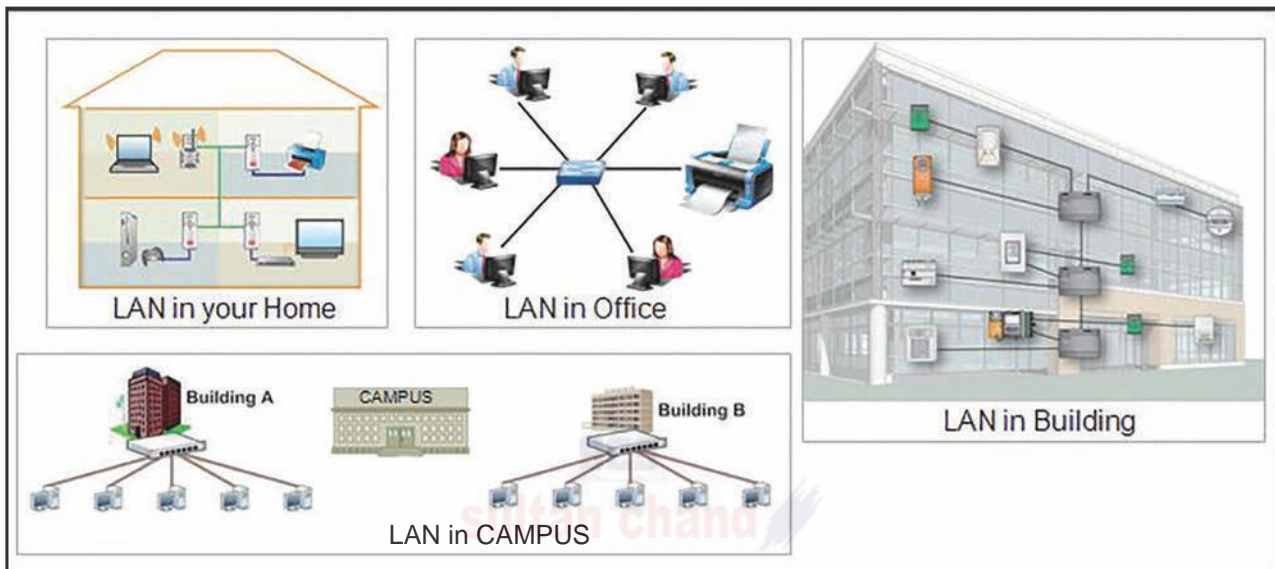 LAN in your Home
LAN in Office
LAN in Building
Building A
CAMPUS
Building B
sultan chand
LAN in CAMPUS